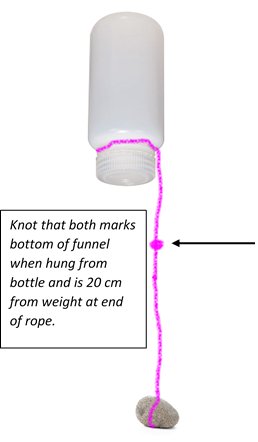 Knot that both marks
bottom of funnel
when hung from
bottle and is 20 cm
from weight at end
of rope.